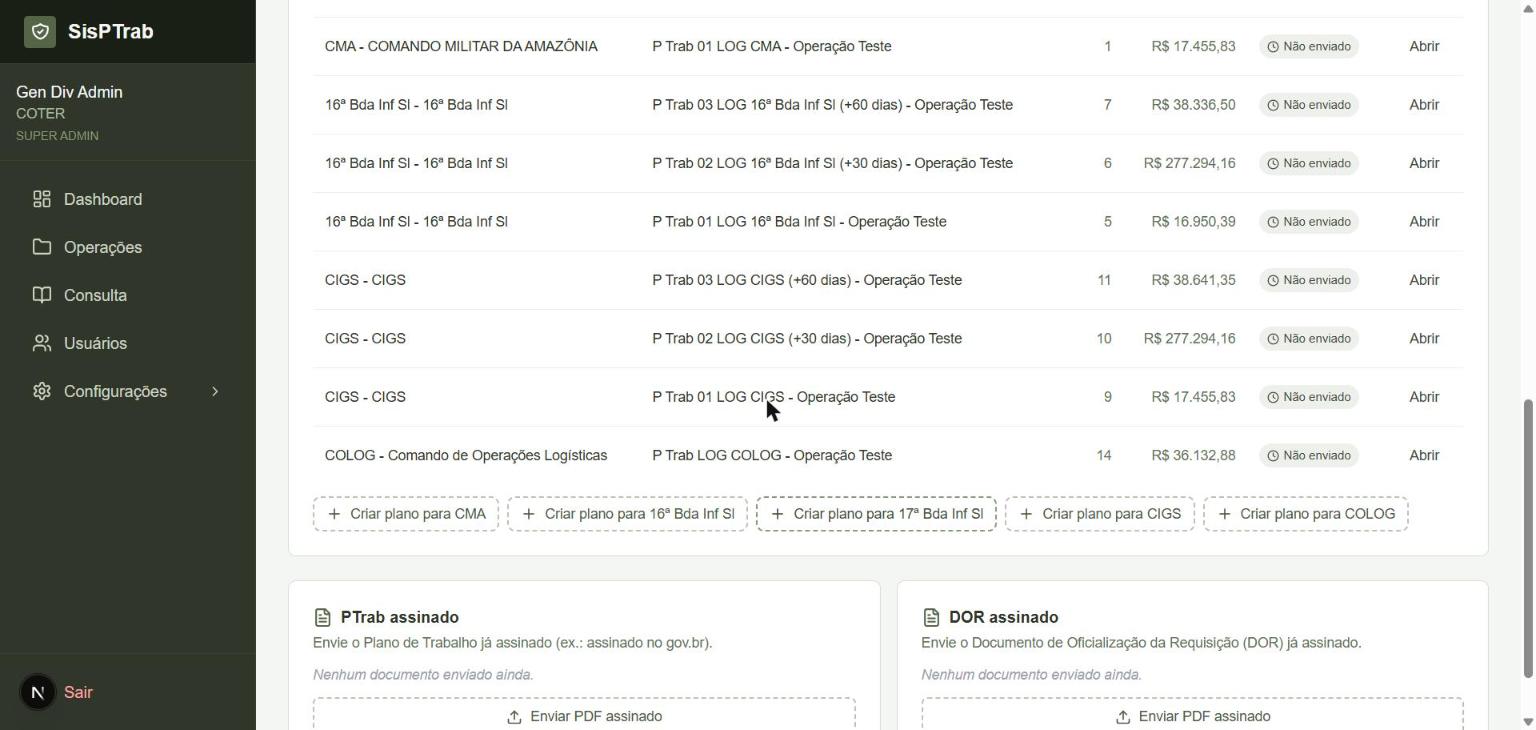 SisPTrab
Gen Div Admin
COTER
SUPER ADMIN
Dashboard
Operações
Consulta
Usuários
Configurações
N Sair
CMA - COMANDO MILITAR DA AMAZÔNIA P Trab 01 LOG CMA - Operação Teste 1 R$ 17.455,83 Não enviado Abrir
16ª Bda Inf Sl - 16ª Bda Inf Sl P Trab 03 LOG 16ª Bda Inf Sl (+60 dias) - Operação Teste 7 R$ 38.336,50 Não enviado Abrir
16ª Bda Inf Sl - 16ª Bda Inf Sl P Trab 02 LOG 16ª Bda Inf Sl (+30 dias) - Operação Teste 6 R$ 277.294,16 Não enviado Abrir
16ª Bda Inf Sl - 16ª Bda Inf Sl P Trab 01 LOG 16ª Bda Inf Sl - Operação Teste 5 R$ 16.950,39 Não enviado Abrir
CIGS - CIGS P Trab 03 LOG CIGS (+60 dias) - Operação Teste 11 R$ 38.641,35 Não enviado Abrir
CIGS - CIGS P Trab 02 LOG CIGS (+30 dias) - Operação Teste 10 R$ 277.294,16 Não enviado Abrir
CIGS - CIGS P Trab 01 LOG CIGS - Operação Teste 9 R$ 17.455,83 Não enviado Abrir
COLOG - Comando de Operações Logísticas P Trab LOG COLOG - Operação Teste 14 R$ 36.132,88 Não enviado Abrir
+ Criar plano para CMA + Criar plano para 16ª Bda Inf Sl + Criar plano para 17ª Bda Inf Sl + Criar plano para CIGS + Criar plano para COLOG
PTrab assinado
Envie o Plano de Trabalho já assinado (ex.: assinado no gov.br).
Nenhum documento enviado ainda.
Enviar PDF assinado
DOR assinado
Envie o Documento de Oficialização da Requisição (DOR) já assinado.
Nenhum documento enviado ainda.
Enviar PDF assinado